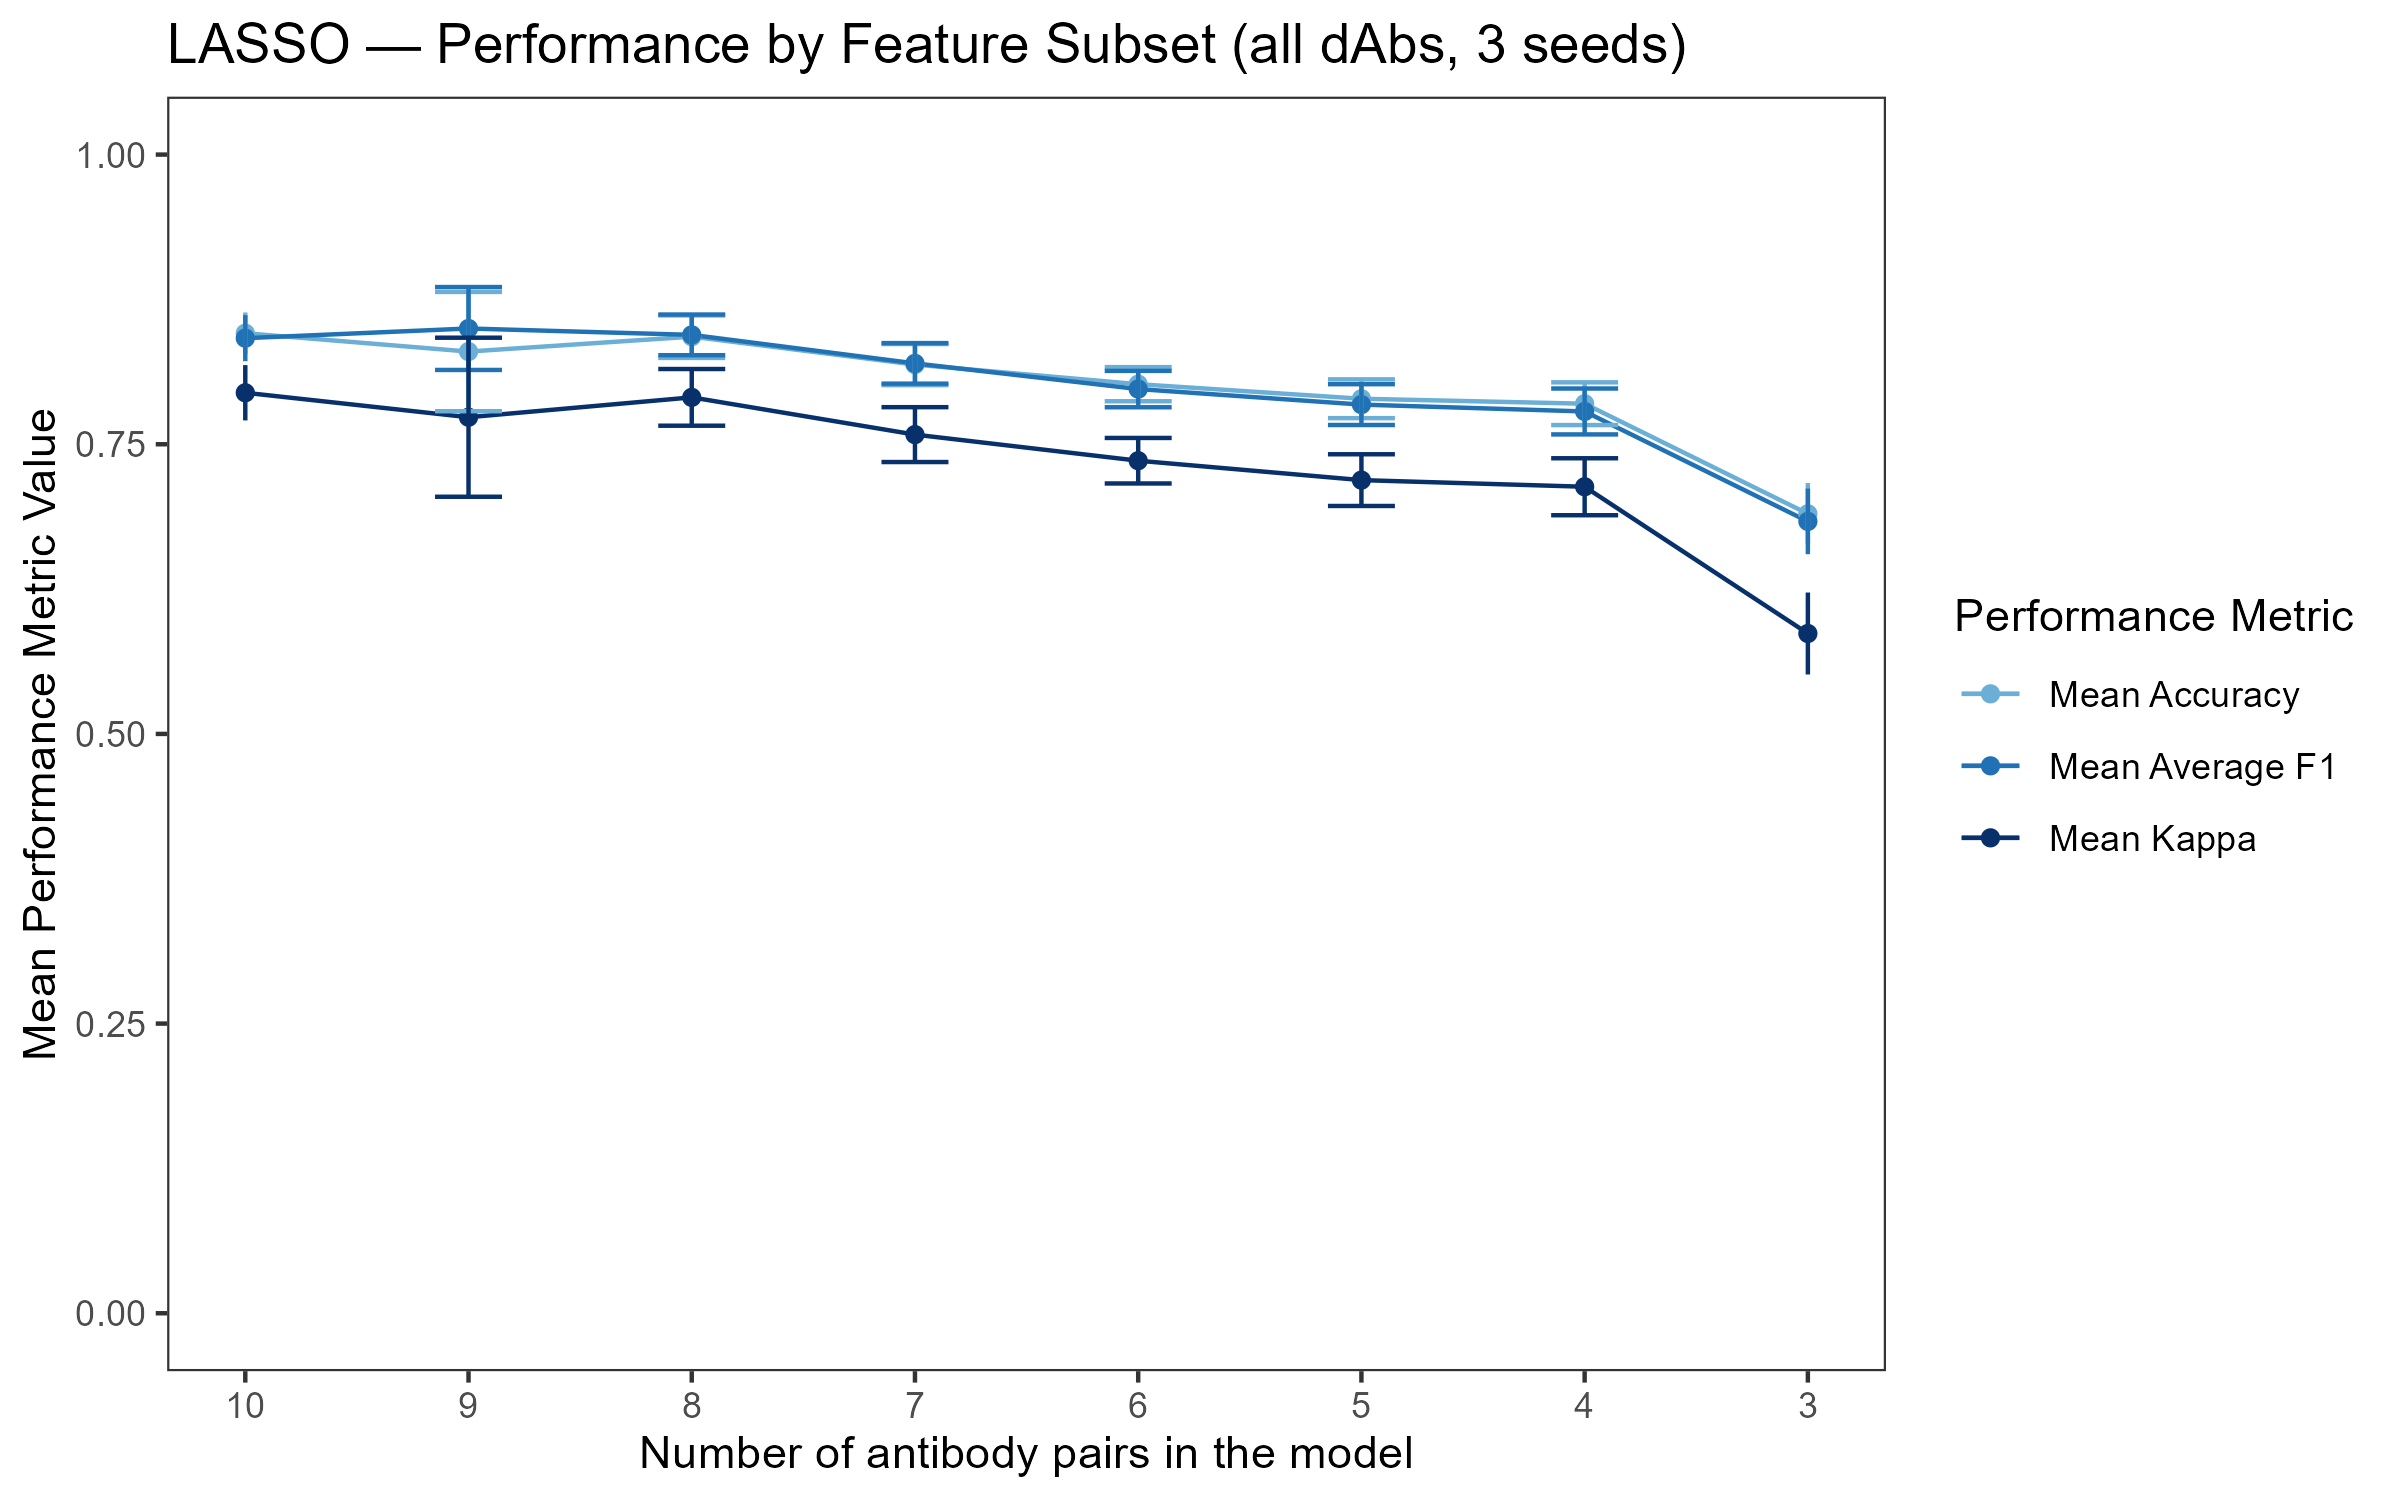 LASSO — Performance by Feature Subset (all dAbs, 3 seeds)
Mean Performance Metric Value
1.00
0.75
0.50
0.25
0.00
10 9 8 7 6 5 4 3
Number of antibody pairs in the model
Performance Metric
Mean Accuracy
Mean Average F1
Mean Kappa